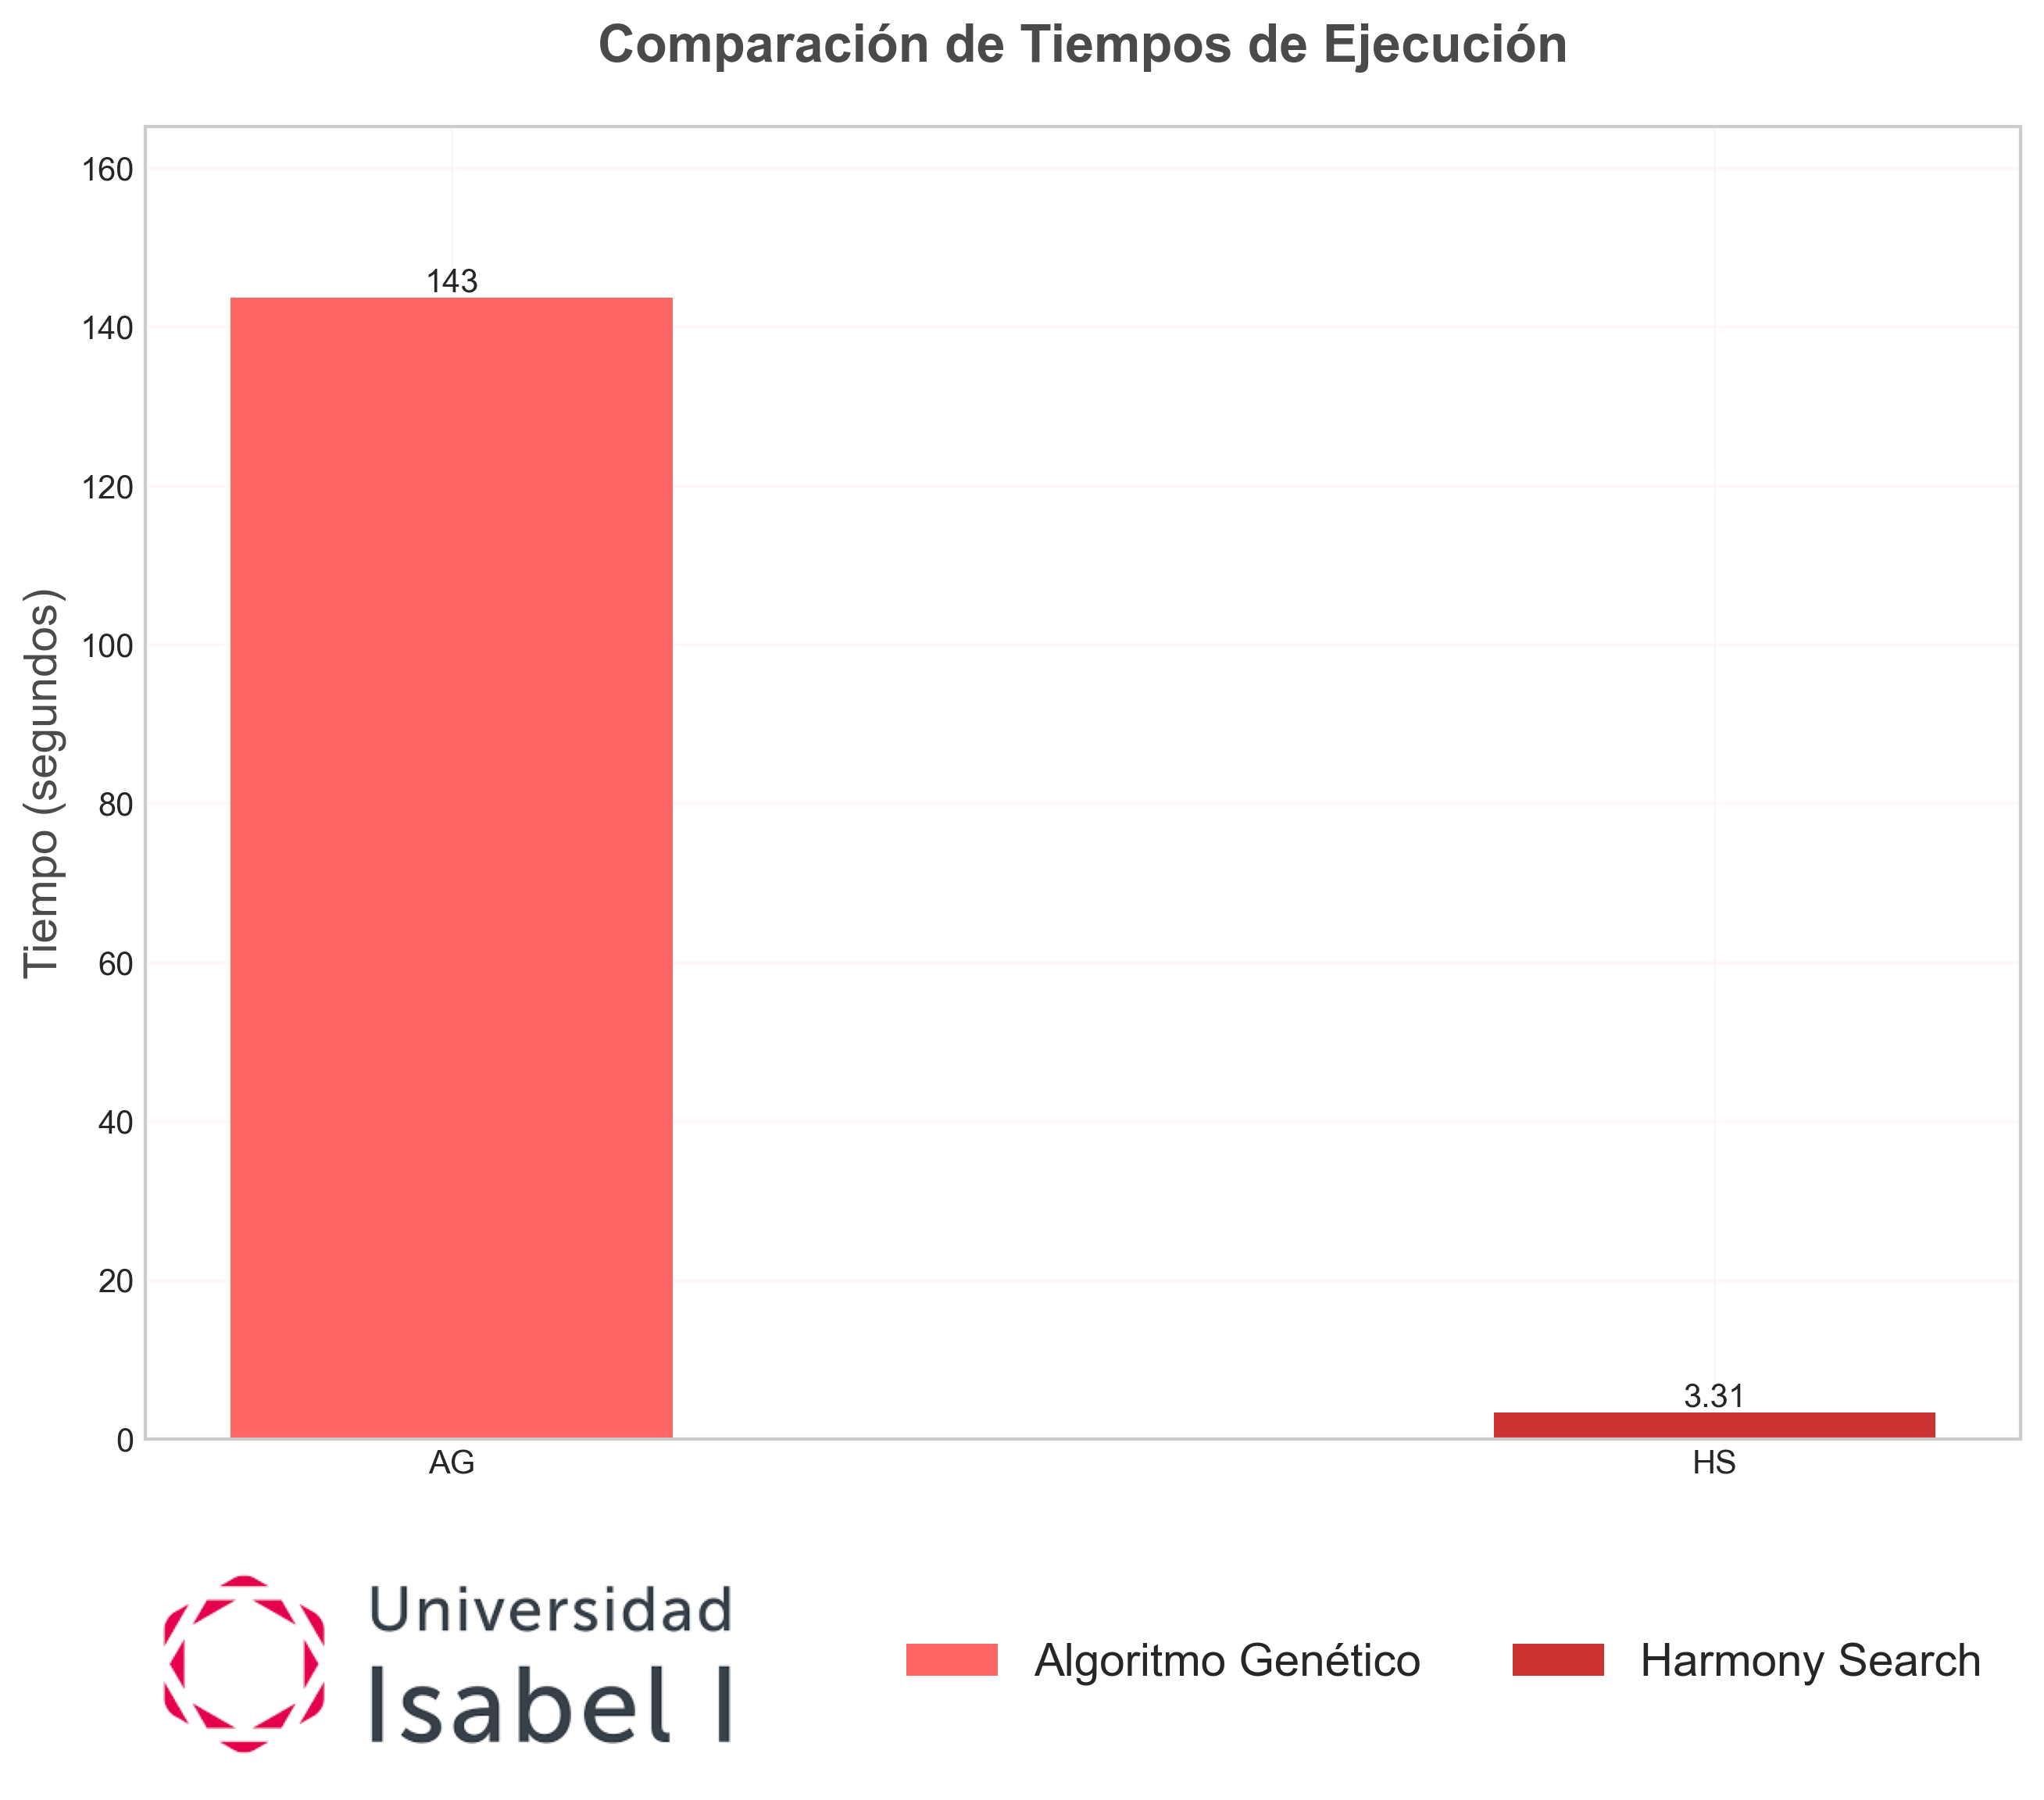 Comparación de Tiempos de Ejecución
Tiempo (segundos)
160
140
120
100
80
60
40
20
0
143
3.31
AG
HS
Universidad
Isabel I
Algoritmo Genético
Harmony Search